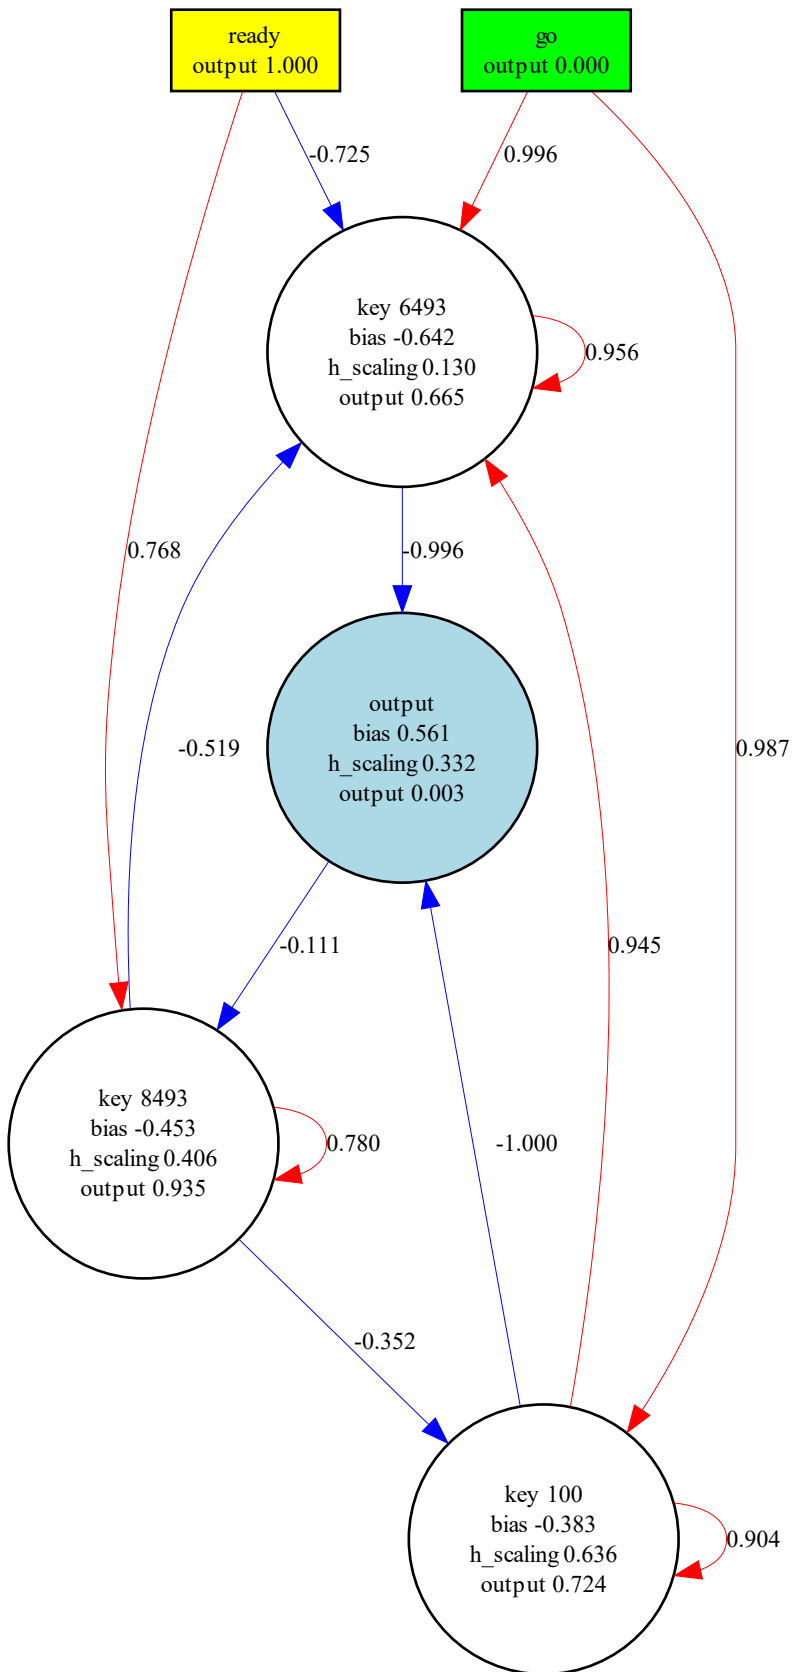 ready
output 1.000
go
output 0.000
-0.725
0.996
key 6493
bias -0.642
h_scaling 0.130
output 0.665
0.956
0.768
-0.996
output
bias 0.561
h_scaling 0.332
output 0.003
-0.519
0.987
-0.111
0.945
key 8493
bias -0.453
h_scaling 0.406
output 0.935
0.780
-1.000
-0.352
key 100
bias -0.383
h_scaling 0.636
output 0.724
0.904